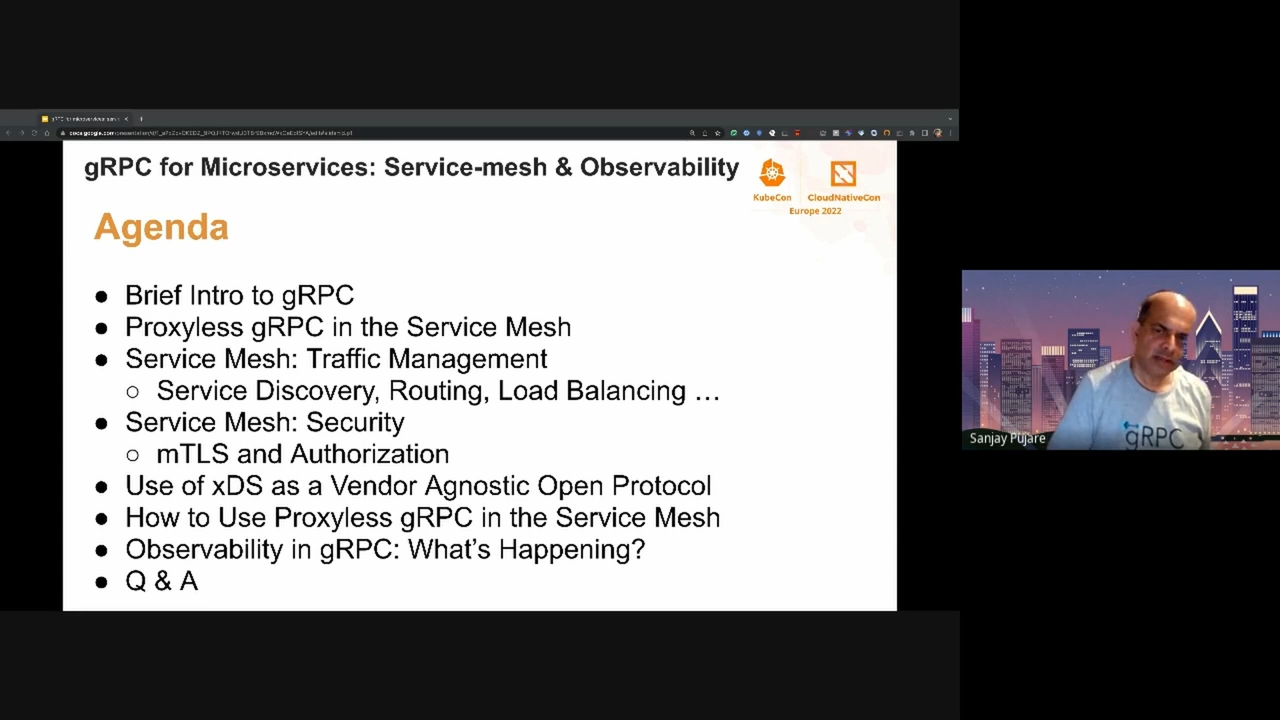 gRPC for Microservices: Service-mesh & Observability
KubeCon
CloudNativeCon
Europe 2022
Agenda
● Brief Intro to gRPC
● Proxyless gRPC in the Service Mesh
● Service Mesh: Traffic Management
○ Service Discovery, Routing, Load Balancing …
● Service Mesh: Security
○ mTLS and Authorization
● Use of xDS as a Vendor Agnostic Open Protocol
● How to Use Proxyless gRPC in the Service Mesh
● Observability in gRPC: What's Happening?
● Q & A
gRPC
Sanjay Pujare